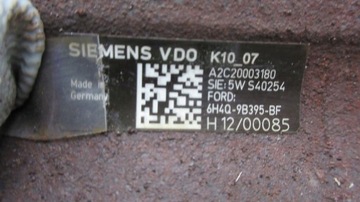 SIEMENS VDO K10_07
A2C20003180
SIE: 5W S40254
FORD:
6H4Q-9B395-BF
H 12/00085
Made in
Germany